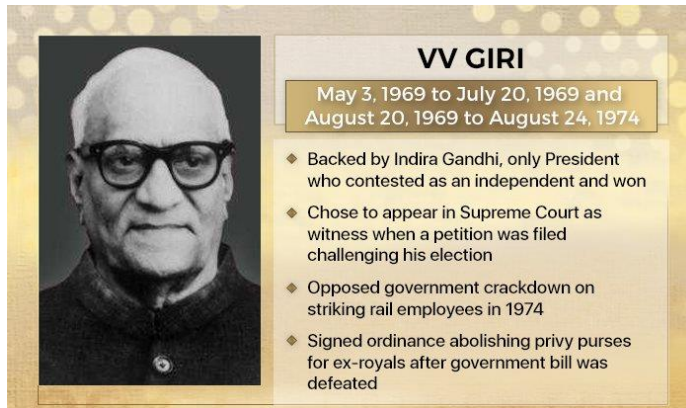 VV GIRI
May 3, 1969 to July 20, 1969 and
August 20, 1969 to August 24, 1974
Backed by Indira Gandhi, only President
who contested as an independent and won
Chose to appear in Supreme Court as
witness when a petition was filed
challenging his election
Opposed government crackdown on
striking rail employees in 1974
Signed ordinance abolishing privy purses
for ex-royals after government bill was
defeated